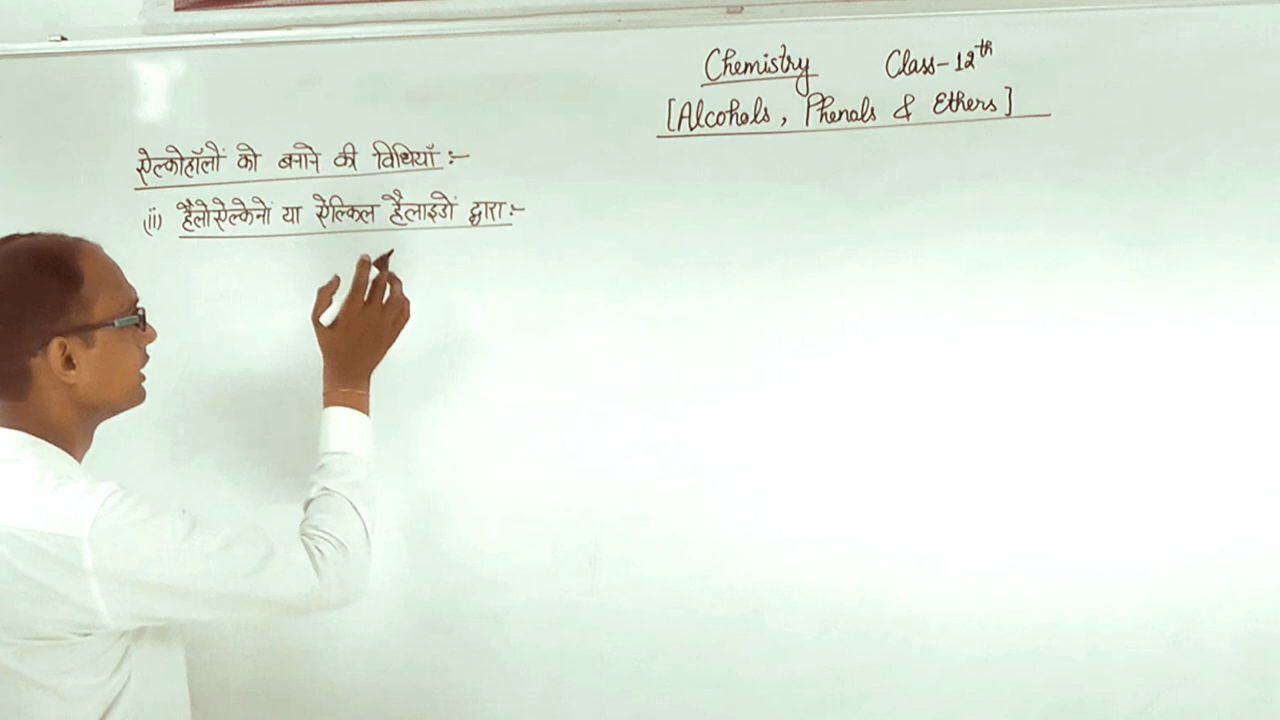 Chemistry Class-12th
[Alcohols, Phenols & Ethers]
ऐल्कोहॉलों को बनाने की विधियाँ :-
(ii) हैलोऐल्केनों या ऐल्किल हैलाइडों द्वारा :-